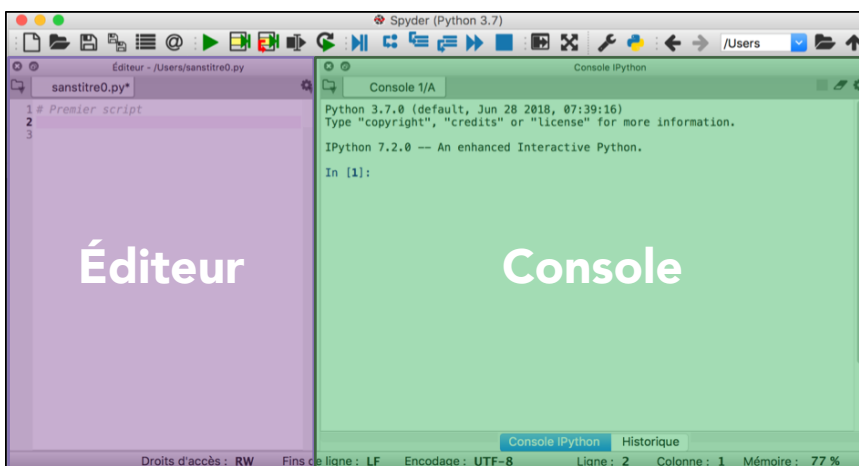 Spyder (Python 3.7)
/Users
Éditeur - /Users/sanstitre0.py
Console IPython
sanstitre0.py*
Console 1/A
1 # Premier script
2
3
Python 3.7.0 (default, Jun 28 2018, 07:39:16)
Type "copyright", "credits" or "license" for more information.
IPython 7.2.0 -- An enhanced Interactive Python.
In [1]:
Éditeur
Console
Console IPython
Historique
Droits d'accès : RW
Fins de ligne : LF
Encodage : UTF-8
Ligne : 2
Colonne : 1
Mémoire : 77 %